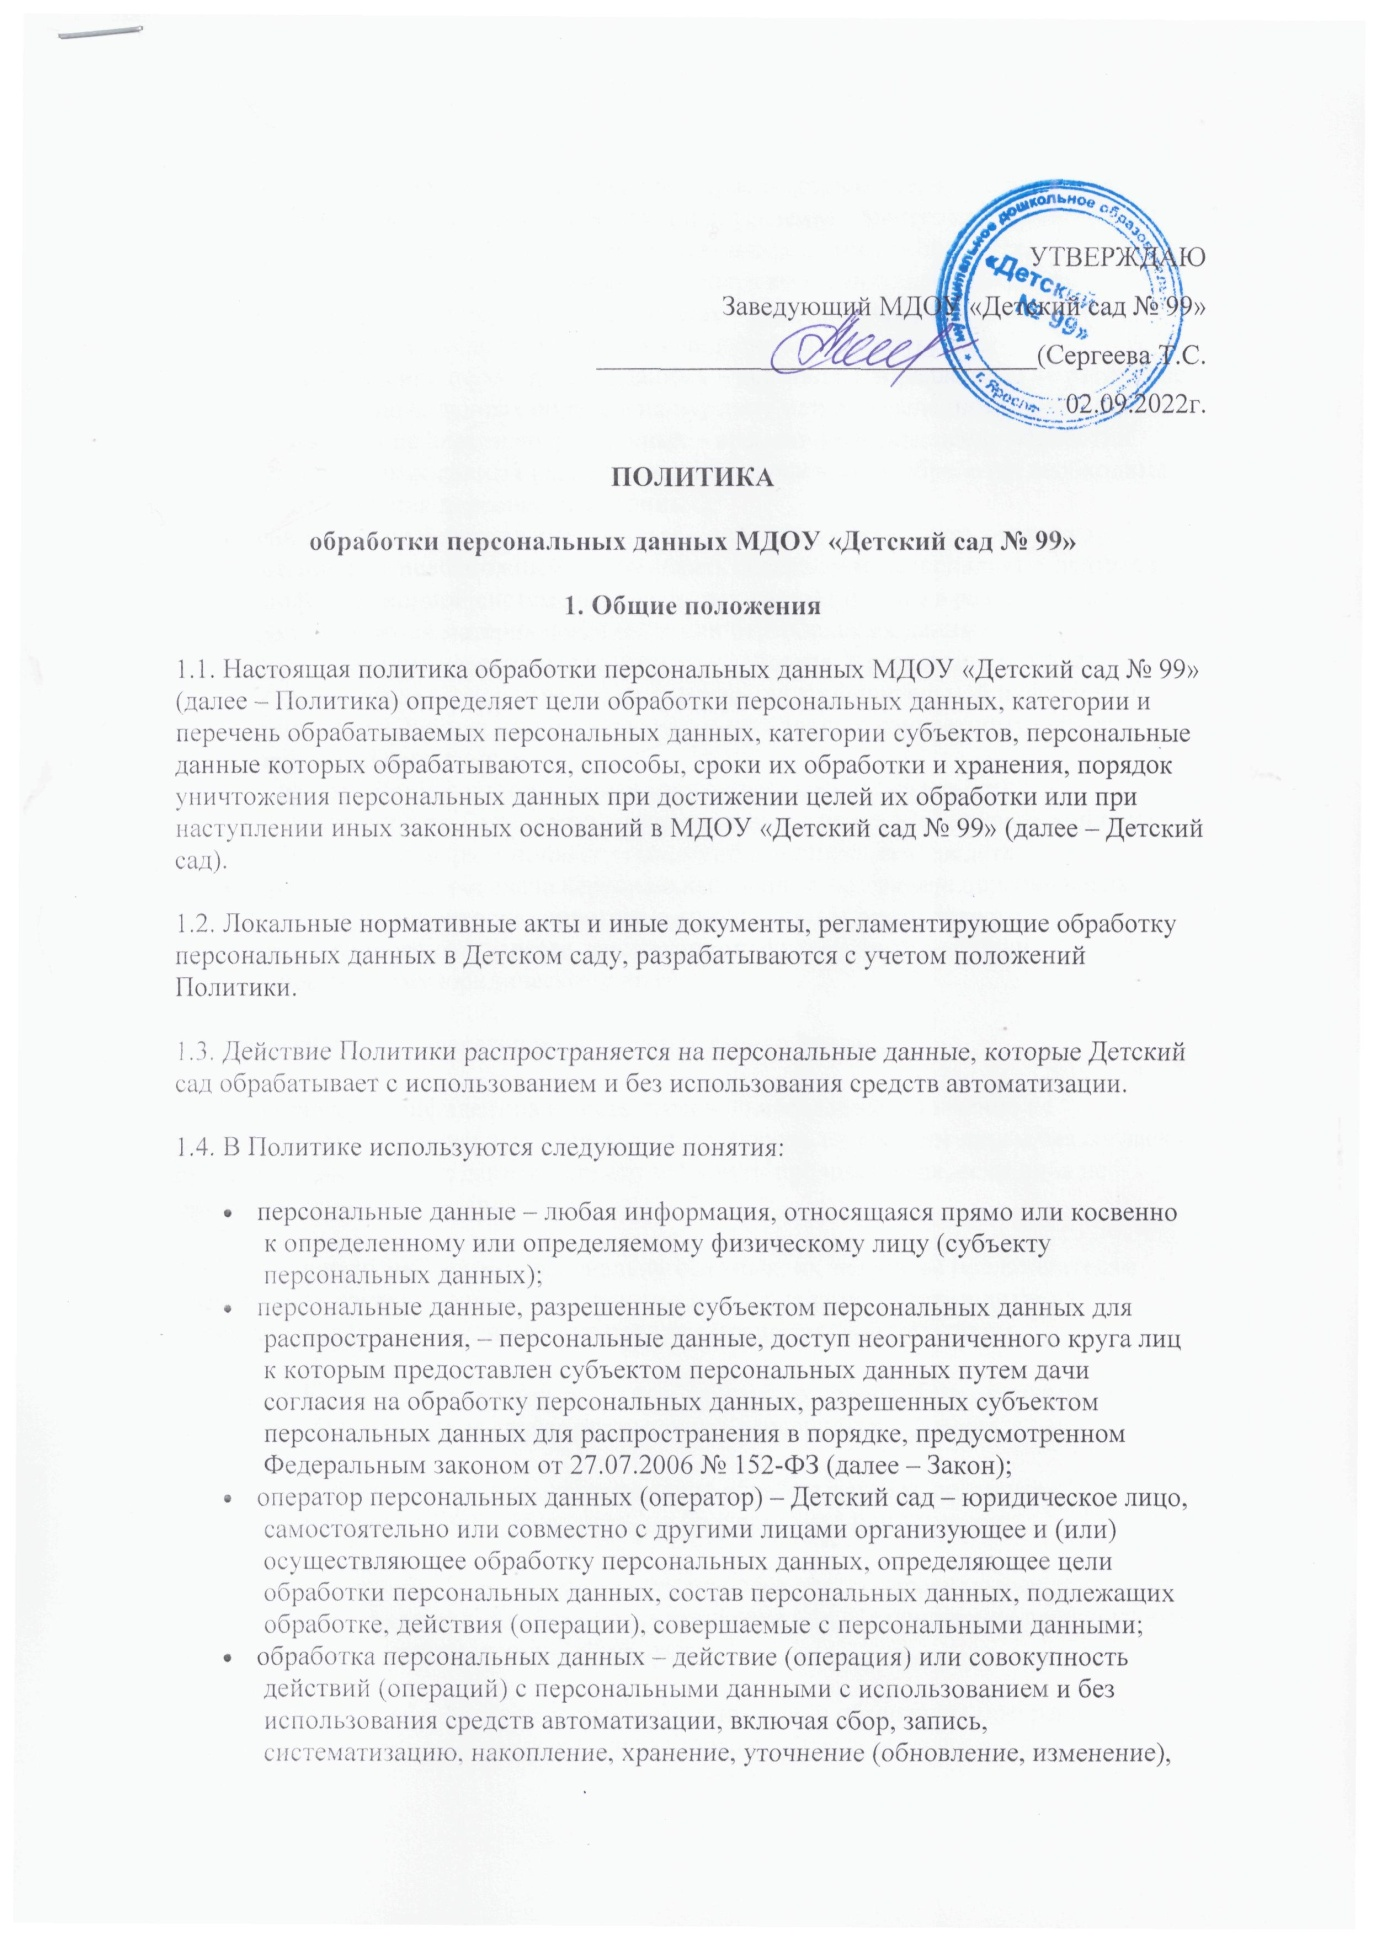 УТВЕРЖДАЮ
Заведующий МДОУ «Детский сад № 99»
(Сергеева Т.С.
02.09.2022г.
муниципальное дошкольное
«Детский
№ 99»
ПОЛИТИКА
обработки персональных данных МДОУ «Детский сад № 99»
1. Общие положения
1.1. Настоящая политика обработки персональных данных МДОУ «Детский сад № 99»
(далее – Политика) определяет цели обработки персональных данных, категории и
перечень обрабатываемых персональных данных, категории субъектов, персональные
данные которых обрабатываются, способы, сроки их обработки и хранения, порядок
уничтожения персональных данных при достижении целей их обработки или при
наступлении иных законных оснований в МДОУ «Детский сад № 99» (далее – Детский
сад).
1.2. Локальные нормативные акты и иные документы, регламентирующие обработку
персональных данных в Детском саду, разрабатываются с учетом положений
Политики.
1.3. Действие Политики распространяется на персональные данные, которые Детский
сад обрабатывает с использованием и без использования средств автоматизации.
1.4. В Политике используются следующие понятия:
• персональные данные – любая информация, относящаяся прямо или косвенно
к определенному или определяемому физическому лицу (субъекту
персональных данных);
• персональные данные, разрешенные субъектом персональных данных для
распространения, – персональные данные, доступ неограниченного круга лиц
к которым предоставлен субъектом персональных данных путем дачи
согласия на обработку персональных данных, разрешенных субъектом
персональных данных для распространения в порядке, предусмотренном
Федеральным законом от 27.07.2006 № 152-ФЗ (далее – Закон);
• оператор персональных данных (оператор) – Детский сад – юридическое лицо,
самостоятельно или совместно с другими лицами организующее и (или)
осуществляющее обработку персональных данных, определяющее цели
обработки персональных данных, состав персональных данных, подлежащих
обработке, действия (операции), совершаемые с персональными данными;
• обработка персональных данных – действие (операция) или совокупность
действий (операций) с персональными данными с использованием и без
использования средств автоматизации, включая сбор, запись,
систематизацию, накопление, хранение, уточнение (обновление, изменение),